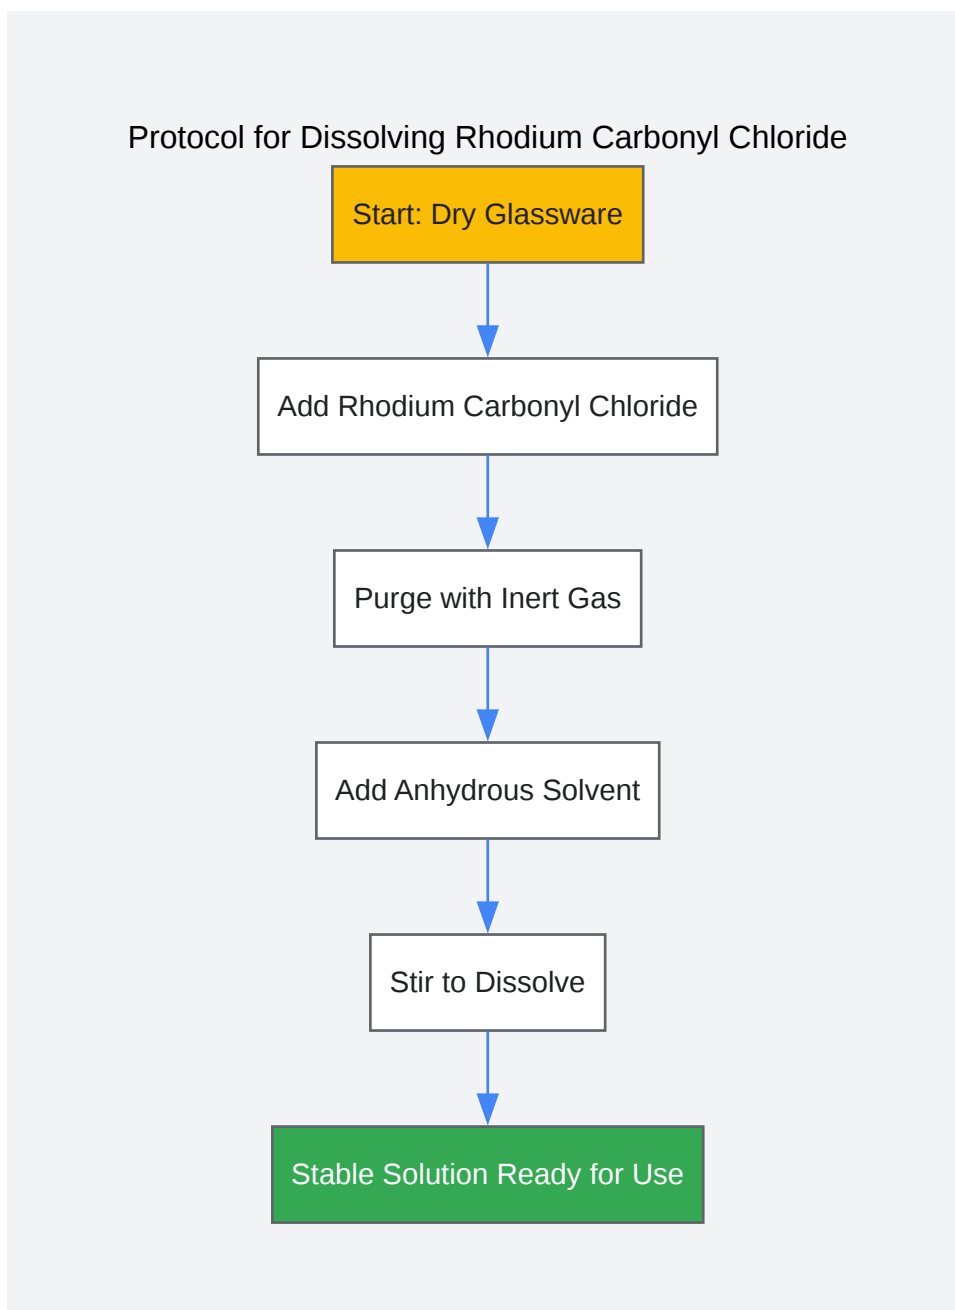 Protocol for Dissolving Rhodium Carbonyl Chloride
Start: Dry Glassware
Add Rhodium Carbonyl Chloride
Purge with Inert Gas
Add Anhydrous Solvent
Stir to Dissolve
Stable Solution Ready for Use